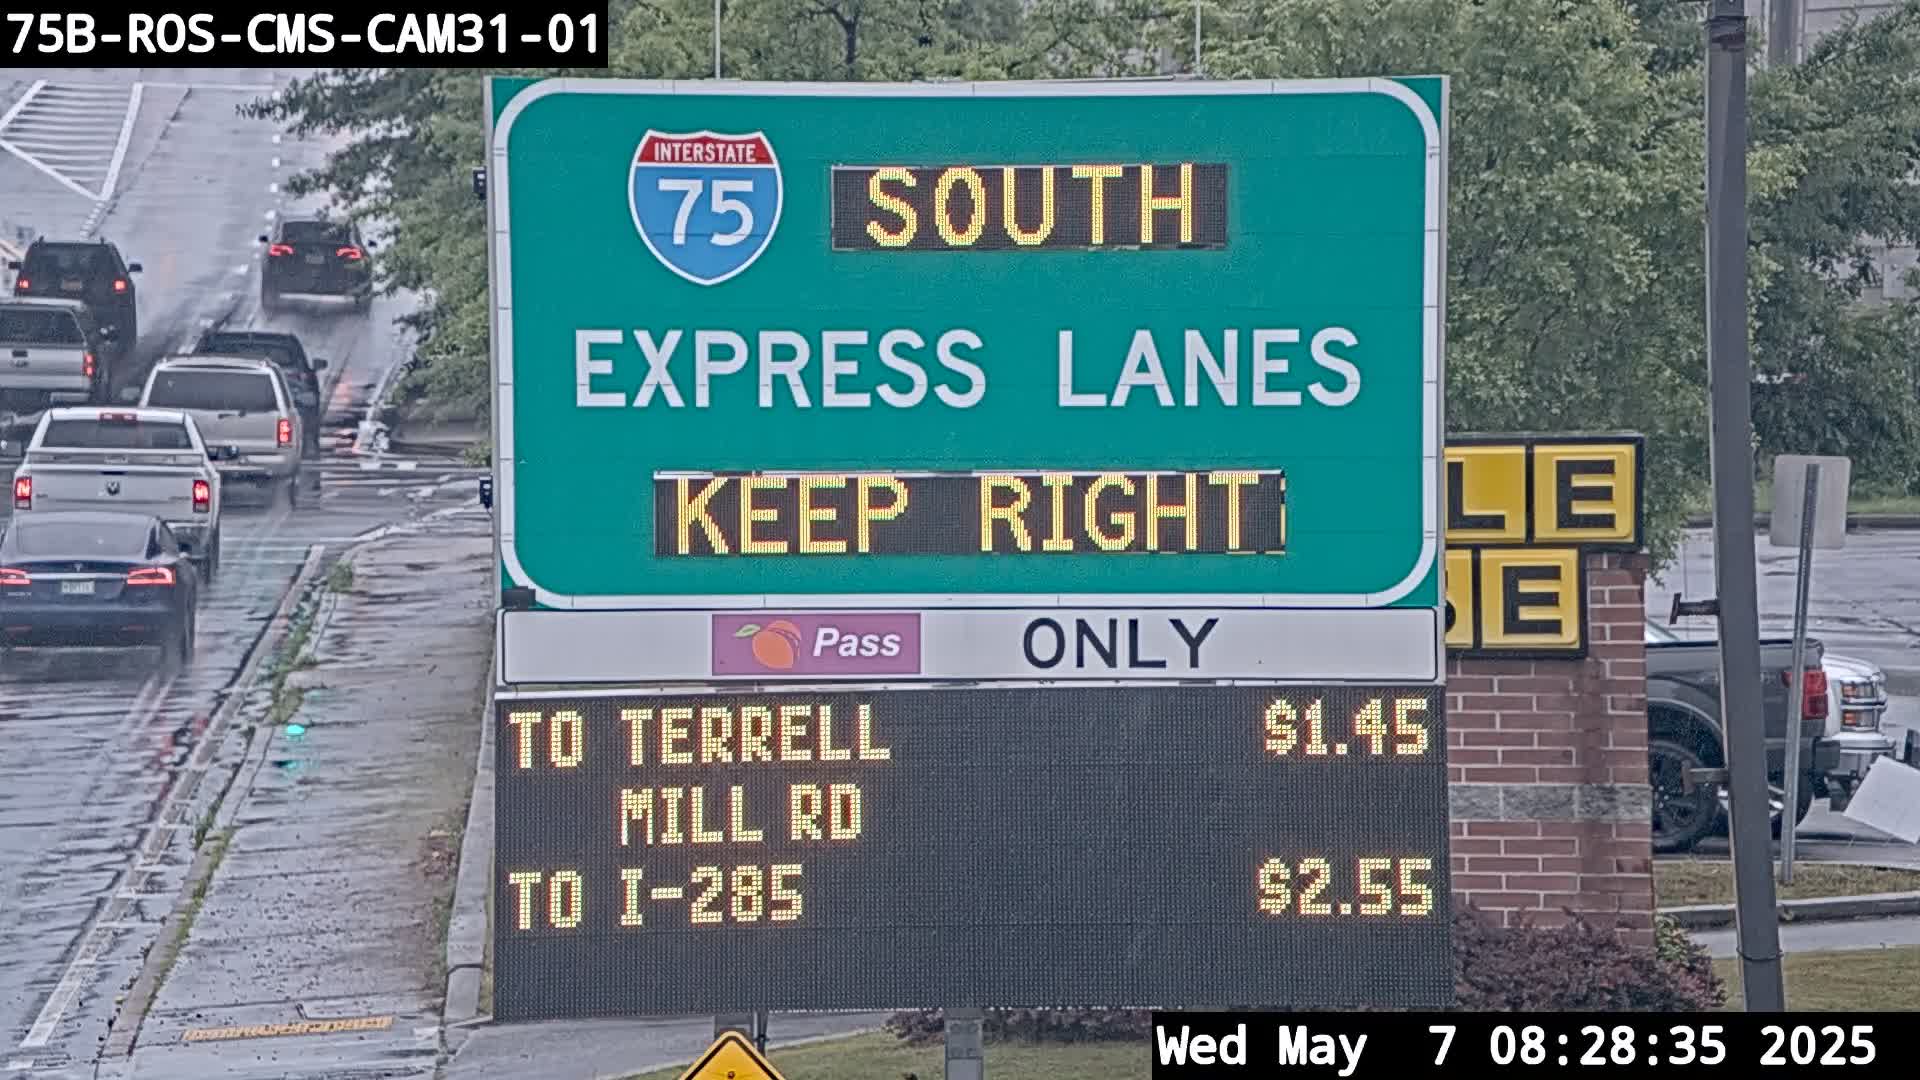 75B-ROS-CMS-CAM31-01
INTERSTATE
75
SOUTH
EXPRESS LANES
KEEP RIGHT
Pass ONLY
TO TERRELL $1.45
MILL RD
TO I-285 $2.55
LE
E
Wed May 7 08:28:35 2025